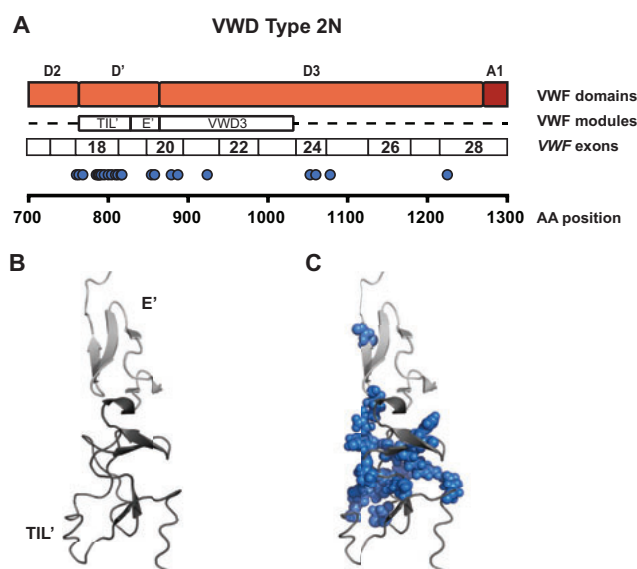 A
VWD Type 2N
D2 D' D3 A1
VWF domains
TIL' E' VWD3
VWF modules
18 20 22 24 26 28
VWF exons
700 800 900 1000 1100 1200 1300
AA position
B
C
E'
TIL'